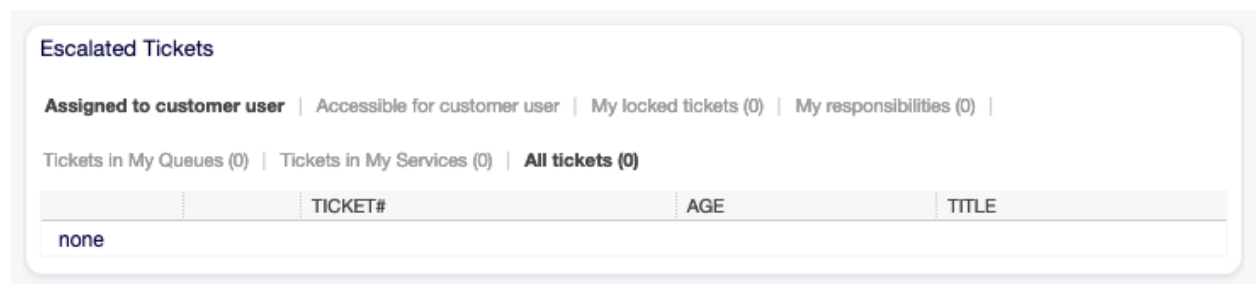 Escalated Tickets
Assigned to customer user | Accessible for customer user | My locked tickets (0) | My responsibilities (0) |
Tickets in My Queues (0) | Tickets in My Services (0) | All tickets (0)
TICKET# AGE TITLE
none